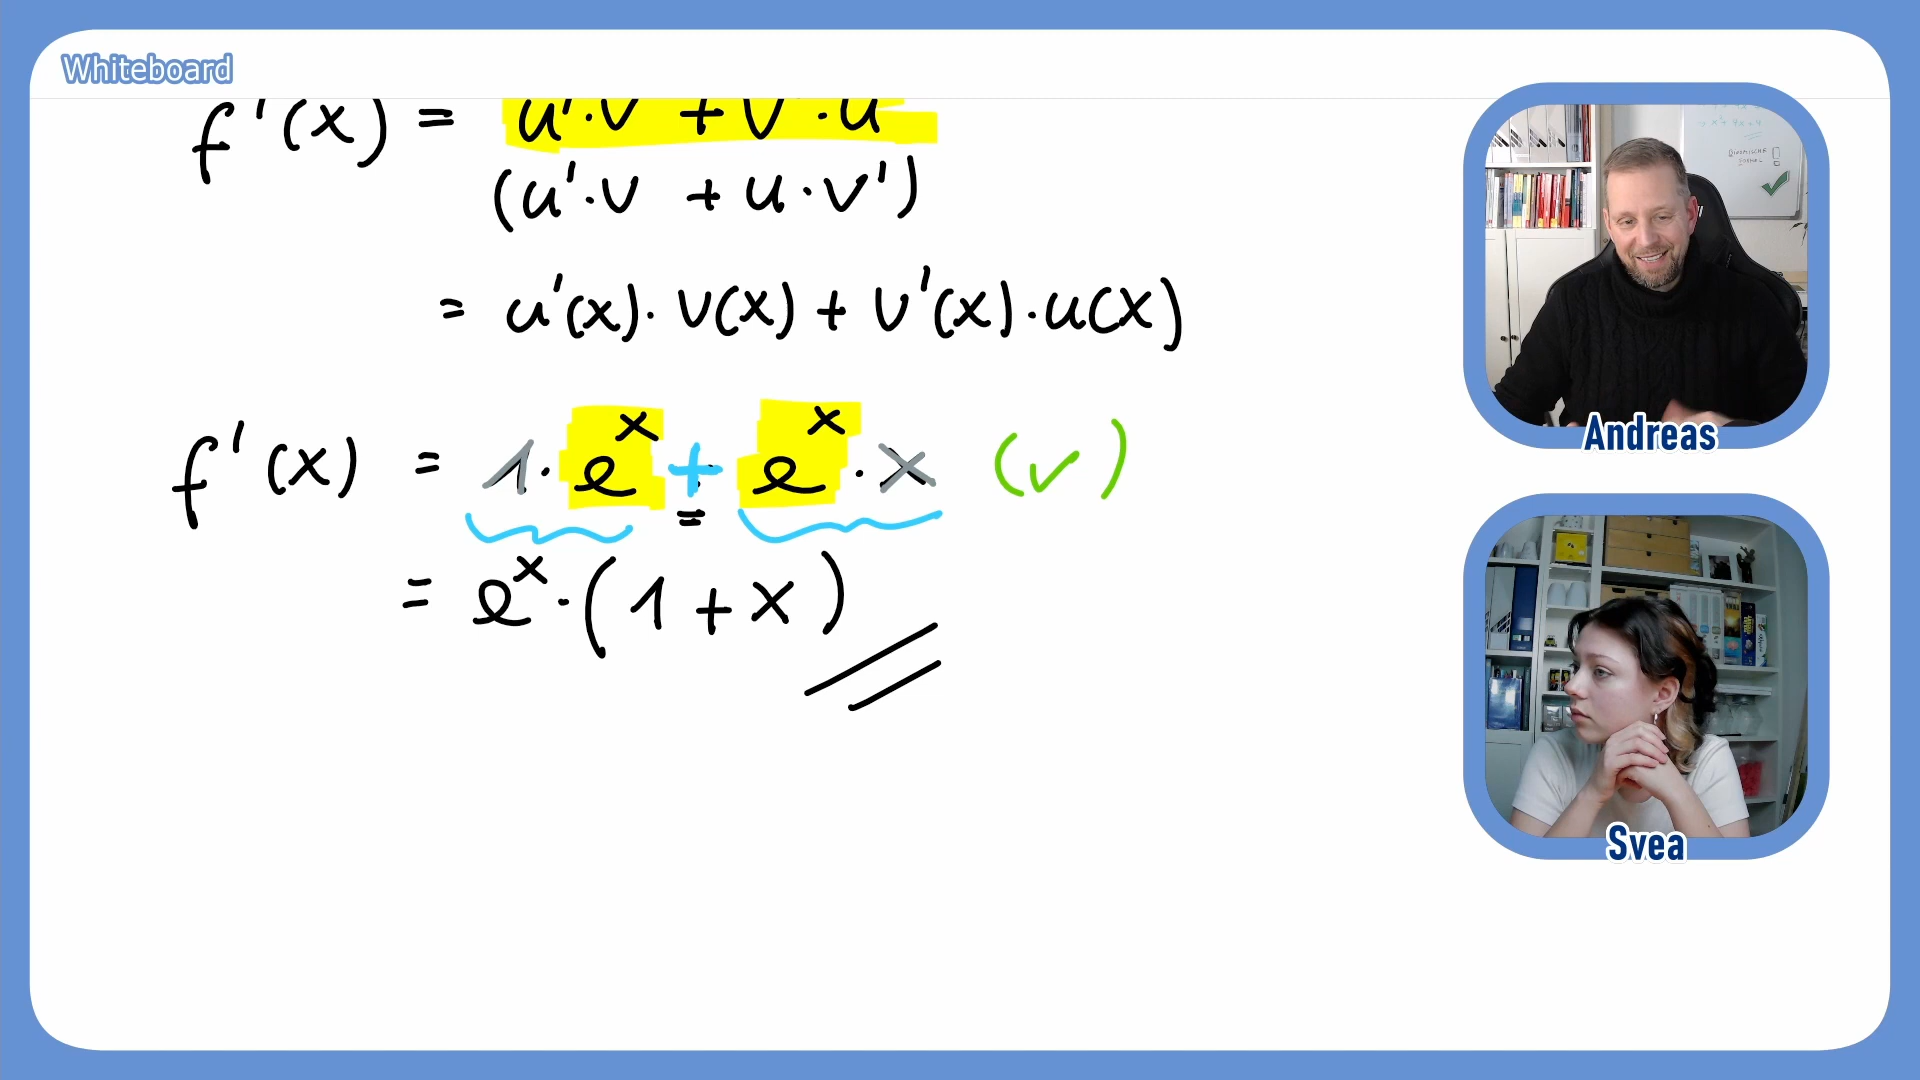 Whiteboard
f'(x) = u'·v + v'·u
(u'·v + u·v')
= u'(x)·v(x) + v'(x)·u(x)
f'(x) = 1·e^x + e^x·x (✓)
=
= e^x·(1+x)
Andreas
Svea